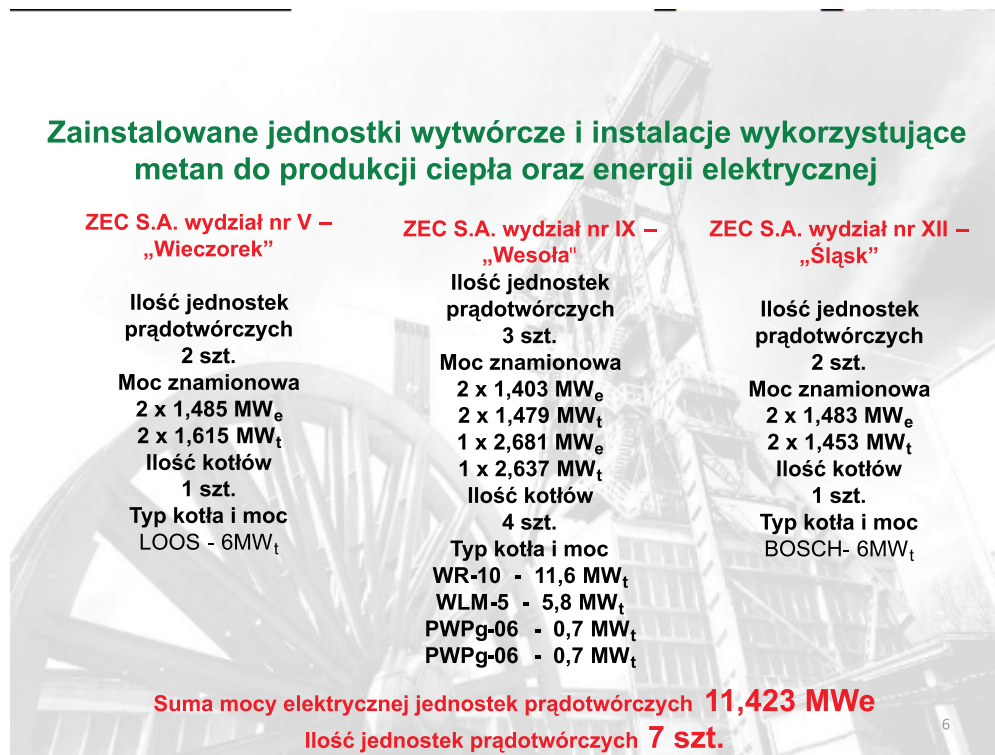 Zainstalowane jednostki wytwórcze i instalacje wykorzystujące
metan do produkcji ciepła oraz energii elektrycznej
ZEC S.A. wydział nr V –
„Wieczorek”
Ilość jednostek
prądotwórczych
2 szt.
Moc znamionowa
2 x 1,485 MWe
2 x 1,615 MWt
Ilość kotłów
1 szt.
Typ kotła i moc
LOOS - 6MWt
ZEC S.A. wydział nr IX –
„Wesoła"
Ilość jednostek
prądotwórczych
3 szt.
Moc znamionowa
2 x 1,403 MWe
2 x 1,479 MWt
1 x 2,681 MWe
1 x 2,637 MWt
Ilość kotłów
4 szt.
Typ kotła i moc
WR-10 - 11,6 MWt
WLM-5 - 5,8 MWt
PWPg-06 - 0,7 MWt
PWPg-06 - 0,7 MWt
ZEC S.A. wydział nr XII –
„Śląsk”
Ilość jednostek
prądotwórczych
2 szt.
Moc znamionowa
2 x 1,483 MWe
2 x 1,453 MWt
Ilość kotłów
1 szt.
Typ kotła i moc
BOSCH- 6MWt
Suma mocy elektrycznej jednostek prądotwórczych 11,423 MWe
Ilość jednostek prądotwórczych 7 szt.
6